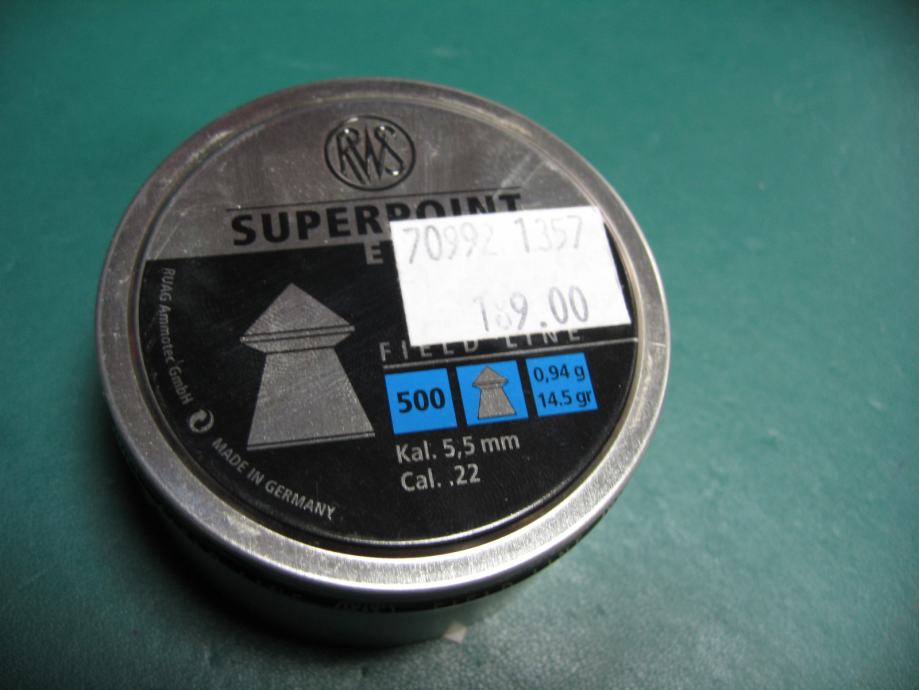 RWS
SUPERPOINT
70992 1357
189.00
FIELD LINE
500
0,94 g
14.5 gr
Kal. 5,5 mm
Cal. .22
RUAG Ammotec GmbH
MADE IN GERMANY